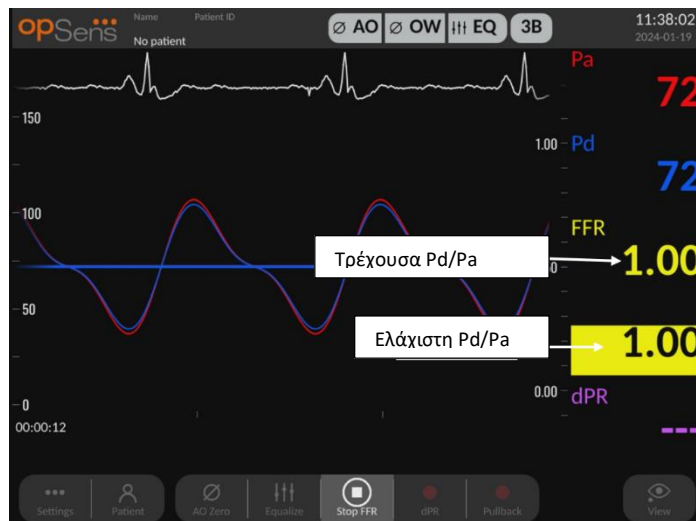 opSens
Name Patient ID
No patient
Ø AO Ø OW EQ 3B
11:38:02
2024-01-19
Pa
72
150
1.00
Pd
72
100
FFR
Τρέχουσα Pd/Pa
1.00
50
Ελάχιστη Pd/Pa
1.00
0.00
dPR
0
00:00:12
---
Settings Patient AO Zero Equalize Stop FFR dPR Pullback View